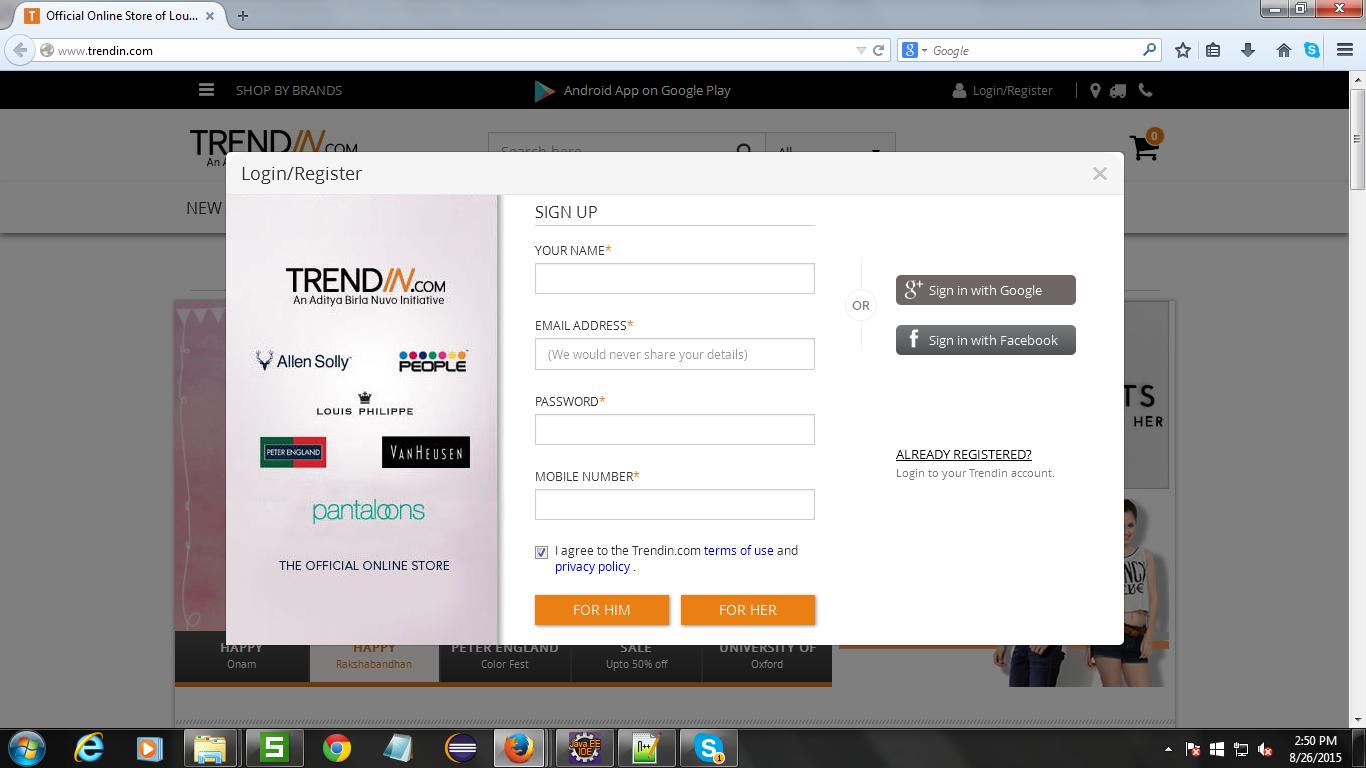 Official Online Store of Lou...
www.trendin.com
Google
SHOP BY BRANDS
Android App on Google Play
Login/Register
TRENDIN.COM
0
Search here
All
Login/Register
NEW
TRENDIN.COM
An Aditya Birla Nuvo Initiative
Allen Solly
PEOPLE
LOUIS PHILIPPE
PETER ENGLAND
VAN HEUSEN
pantaloons
THE OFFICIAL ONLINE STORE
SIGN UP
YOUR NAME*
EMAIL ADDRESS*
(We would never share your details)
PASSWORD*
MOBILE NUMBER*
I agree to the Trendin.com terms of use and
privacy policy .
FOR HIM
FOR HER
OR
g+ Sign in with Google
f Sign in with Facebook
ALREADY REGISTERED?
Login to your Trendin account.
TS
HER
HAPPY
Onam
HAPPY
Rakshabandhan
PETER ENGLAND
Color Fest
SALE
Upto 50% off
UNIVERSITY OF
Oxford
Java EE
IDE
2:50 PM
8/26/2015